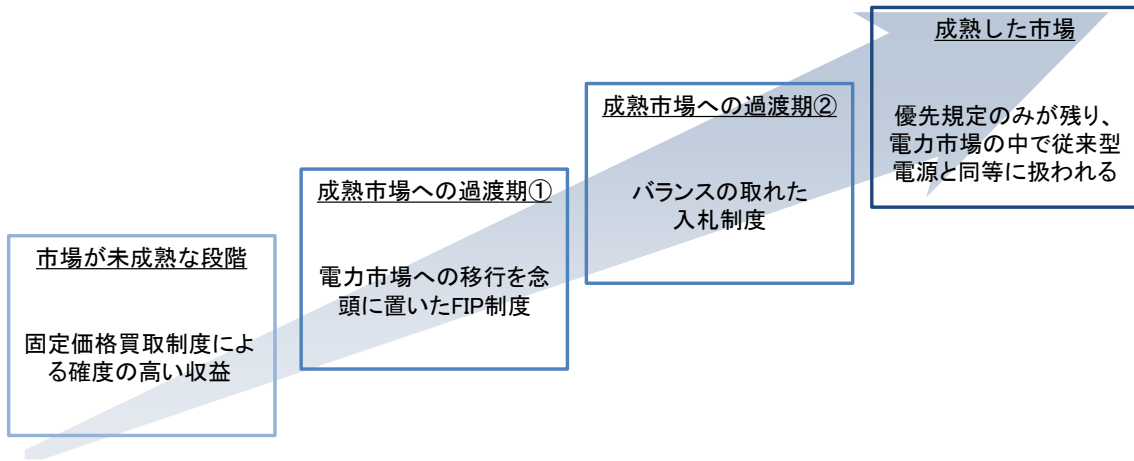 市場が未成熟な段階
固定価格買取制度によ
る確度の高い収益
成熟市場への過渡期①
電力市場への移行を念
頭に置いたFIP制度
成熟市場への過渡期②
バランスの取れた
入札制度
成熟した市場
優先規定のみが残り、
電力市場の中で従来型
電源と同等に扱われる